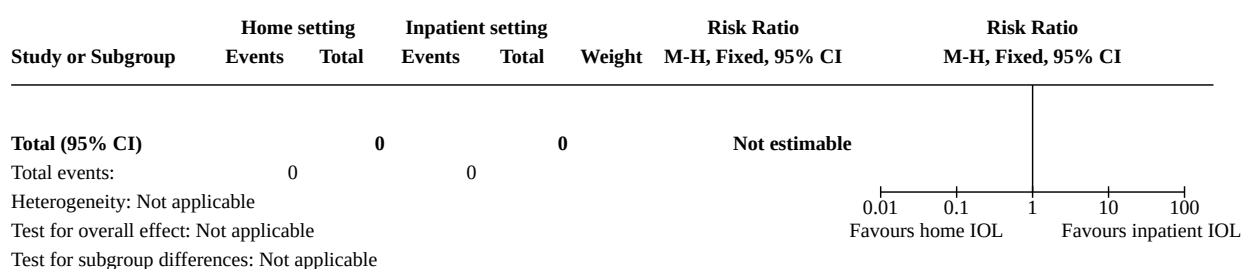 Home setting Inpatient setting Risk Ratio Risk Ratio
Study or Subgroup Events Total Events Total Weight M-H, Fixed, 95% CI M-H, Fixed, 95% CI
Total (95% CI) 0 0 Not estimable
Total events: 0 0
Heterogeneity: Not applicable
0.01 0.1 1 10 100
Test for overall effect: Not applicable
Favours home IOL Favours inpatient IOL
Test for subgroup differences: Not applicable